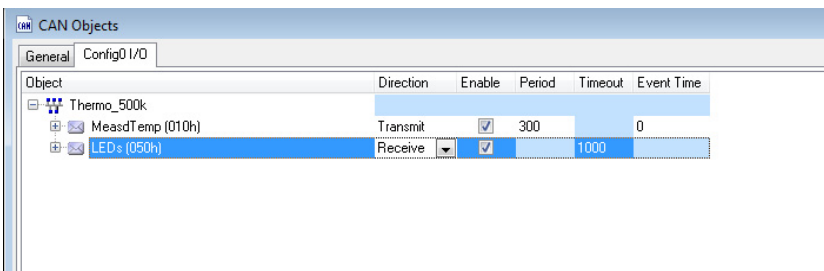 CAN CAN Objects
General Config0 I/O
Object Direction Enable Period Timeout Event Time
Thermo_500k
MeasdTemp (010h) Transmit 300 0
LEDs (050h) Receive 1000